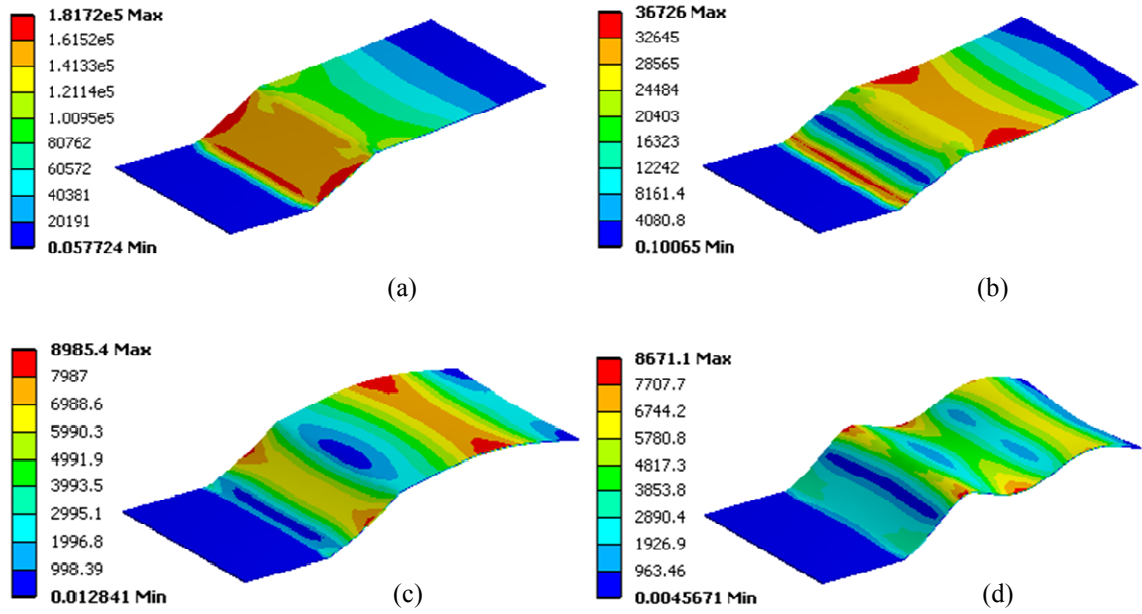 1.8172e5 Max
1.6152e5
1.4133e5
1.2114e5
1.0095e5
80762
60572
40381
20191
0.057724 Min
(a)
36726 Max
32645
28565
24484
20403
16323
12242
8161.4
4080.8
0.10065 Min
(b)
8985.4 Max
7987
6988.6
5990.3
4991.9
3993.5
2995.1
1996.8
998.39
0.012841 Min
(c)
8671.1 Max
7707.7
6744.2
5780.8
4817.3
3853.8
2890.4
1926.9
963.46
0.0045671 Min
(d)